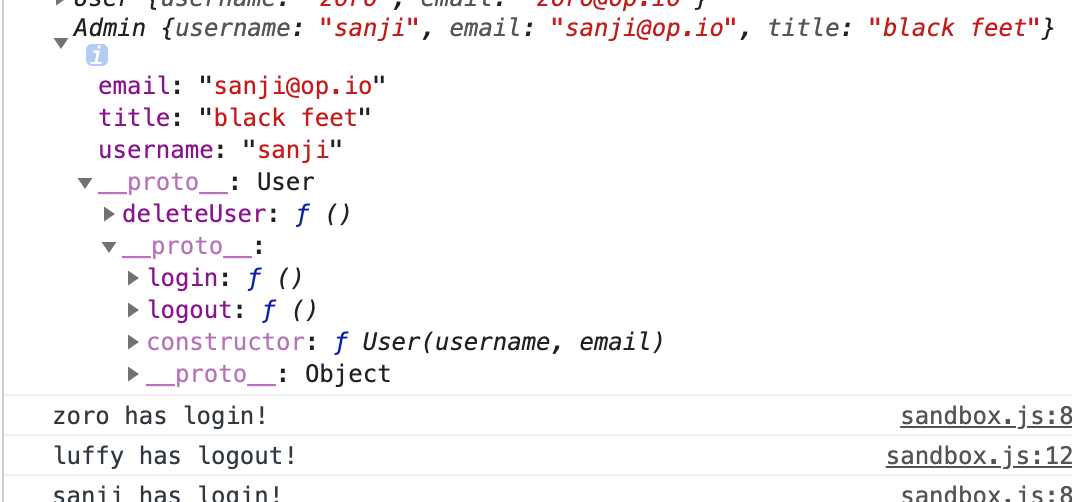 User {username: "zoro", email: "zoro@op.io"}
Admin {username: "sanji", email: "sanji@op.io", title: "black feet"}
i
email: "sanji@op.io"
title: "black feet"
username: "sanji"
__proto__: User
deleteUser: ƒ ()
__proto__:
login: ƒ ()
logout: ƒ ()
constructor: ƒ User(username, email)
__proto__: Object
zoro has login! sandbox.js:8
luffy has logout! sandbox.js:12
sanji has login! sandbox.js:8